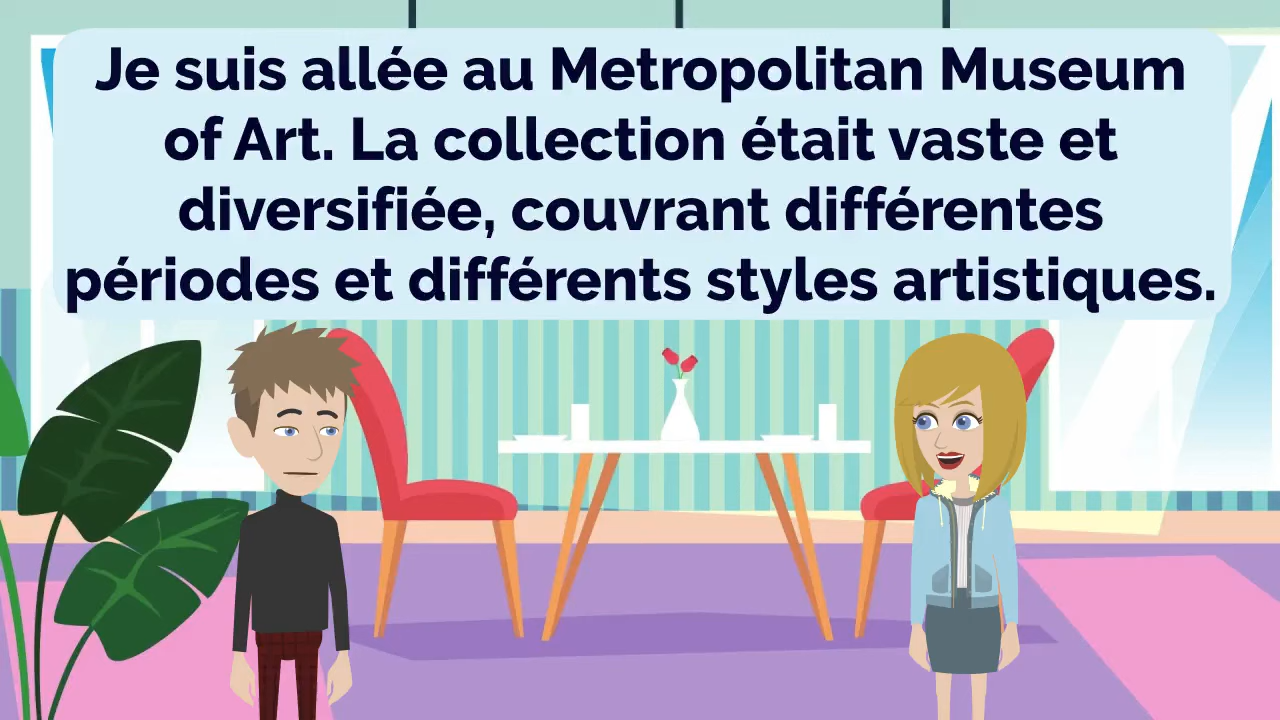 Je suis allée au Metropolitan Museum
of Art. La collection était vaste et
diversifiée, couvrant différentes
périodes et différents styles artistiques.